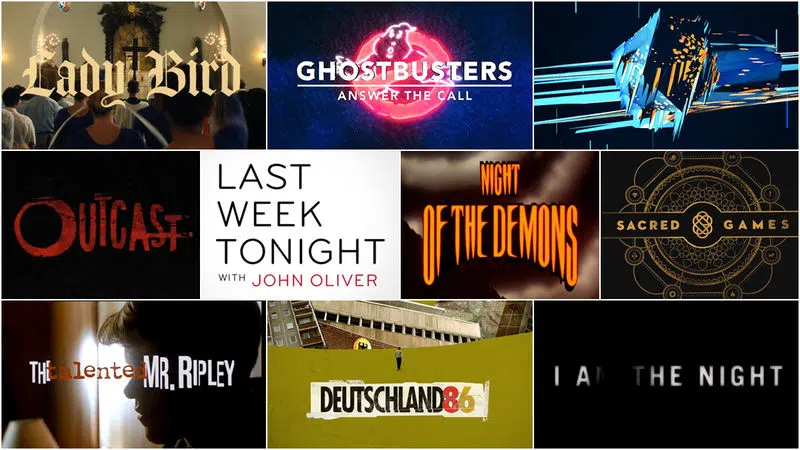 Lady Bird
GHOSTBUSTERS
ANSWER THE CALL
OUTCAST
LAST
WEEK
TONIGHT
WITH JOHN OLIVER
NIGHT
OF THE DEMONS
SACRED GAMES
THE talented MR. RIPLEY
DEUTSCHLAND86
I AM THE NIGHT